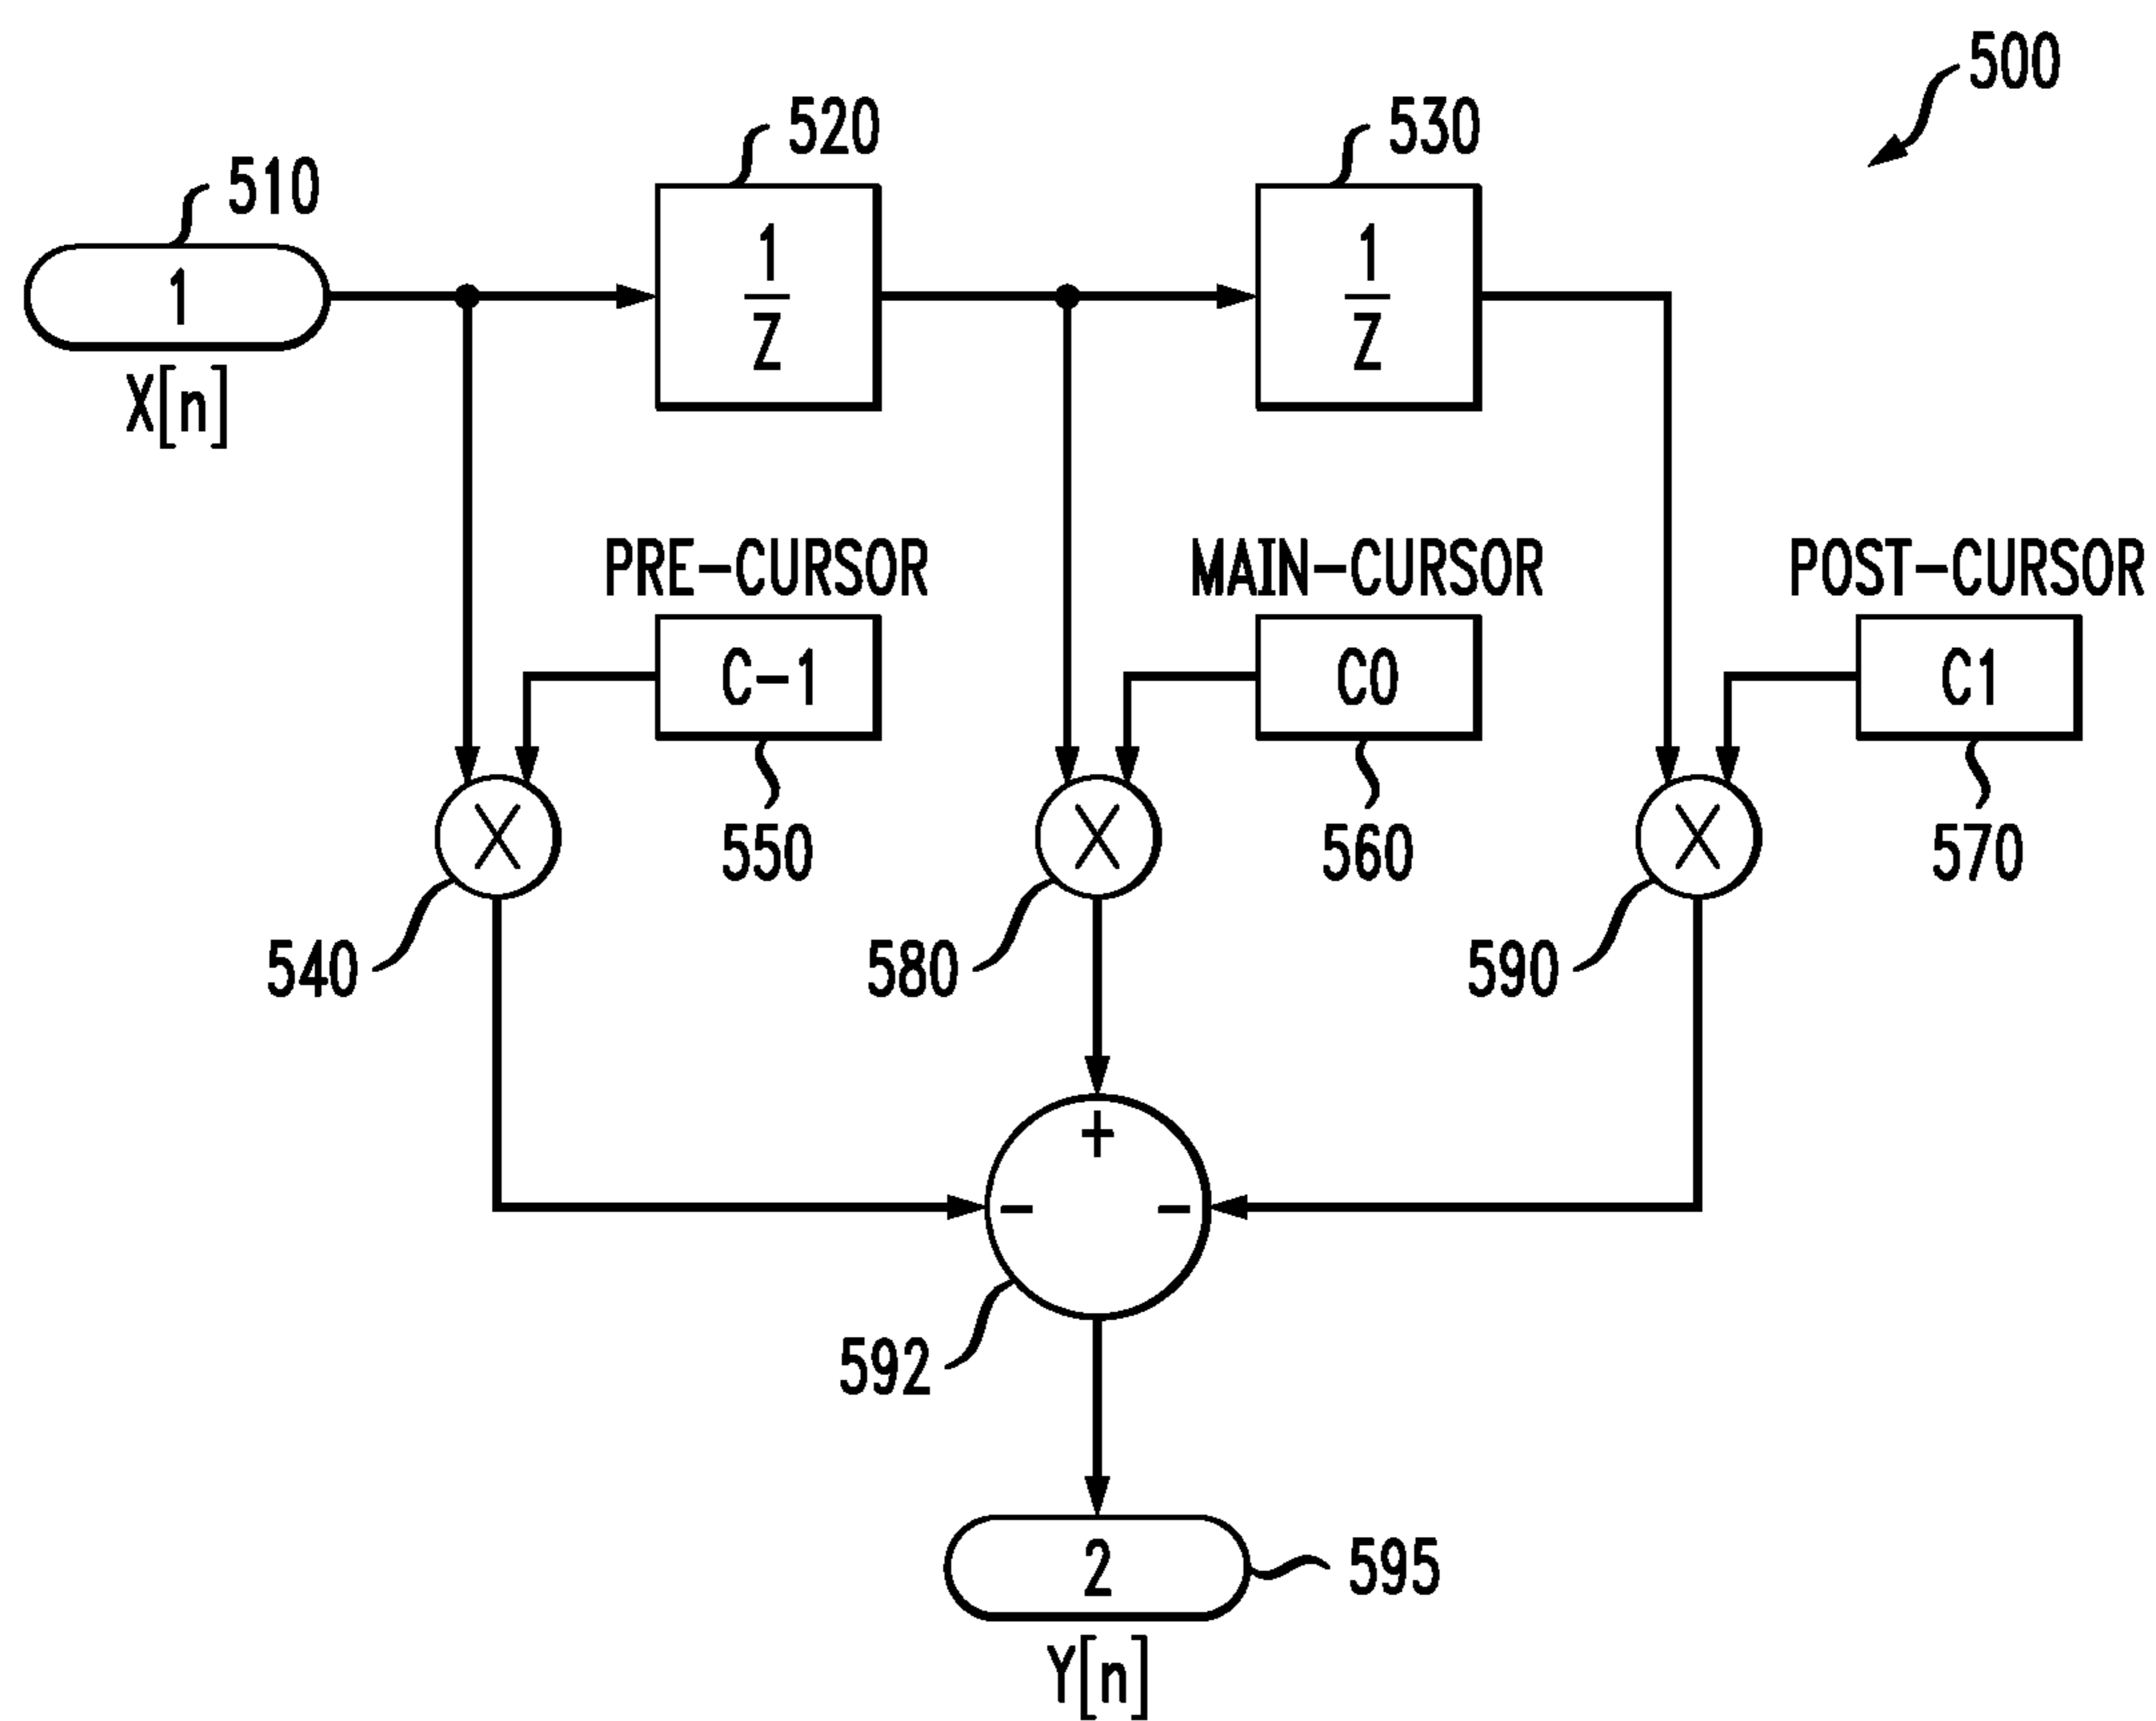 500
520
530
510
1
1
Z
1
Z
X[n]
PRE-CURSOR
MAIN-CURSOR
POST-CURSOR
C-1
C0
C1
X
X
X
550
560
570
540
580
590
+
- -
592
2
595
Y[n]